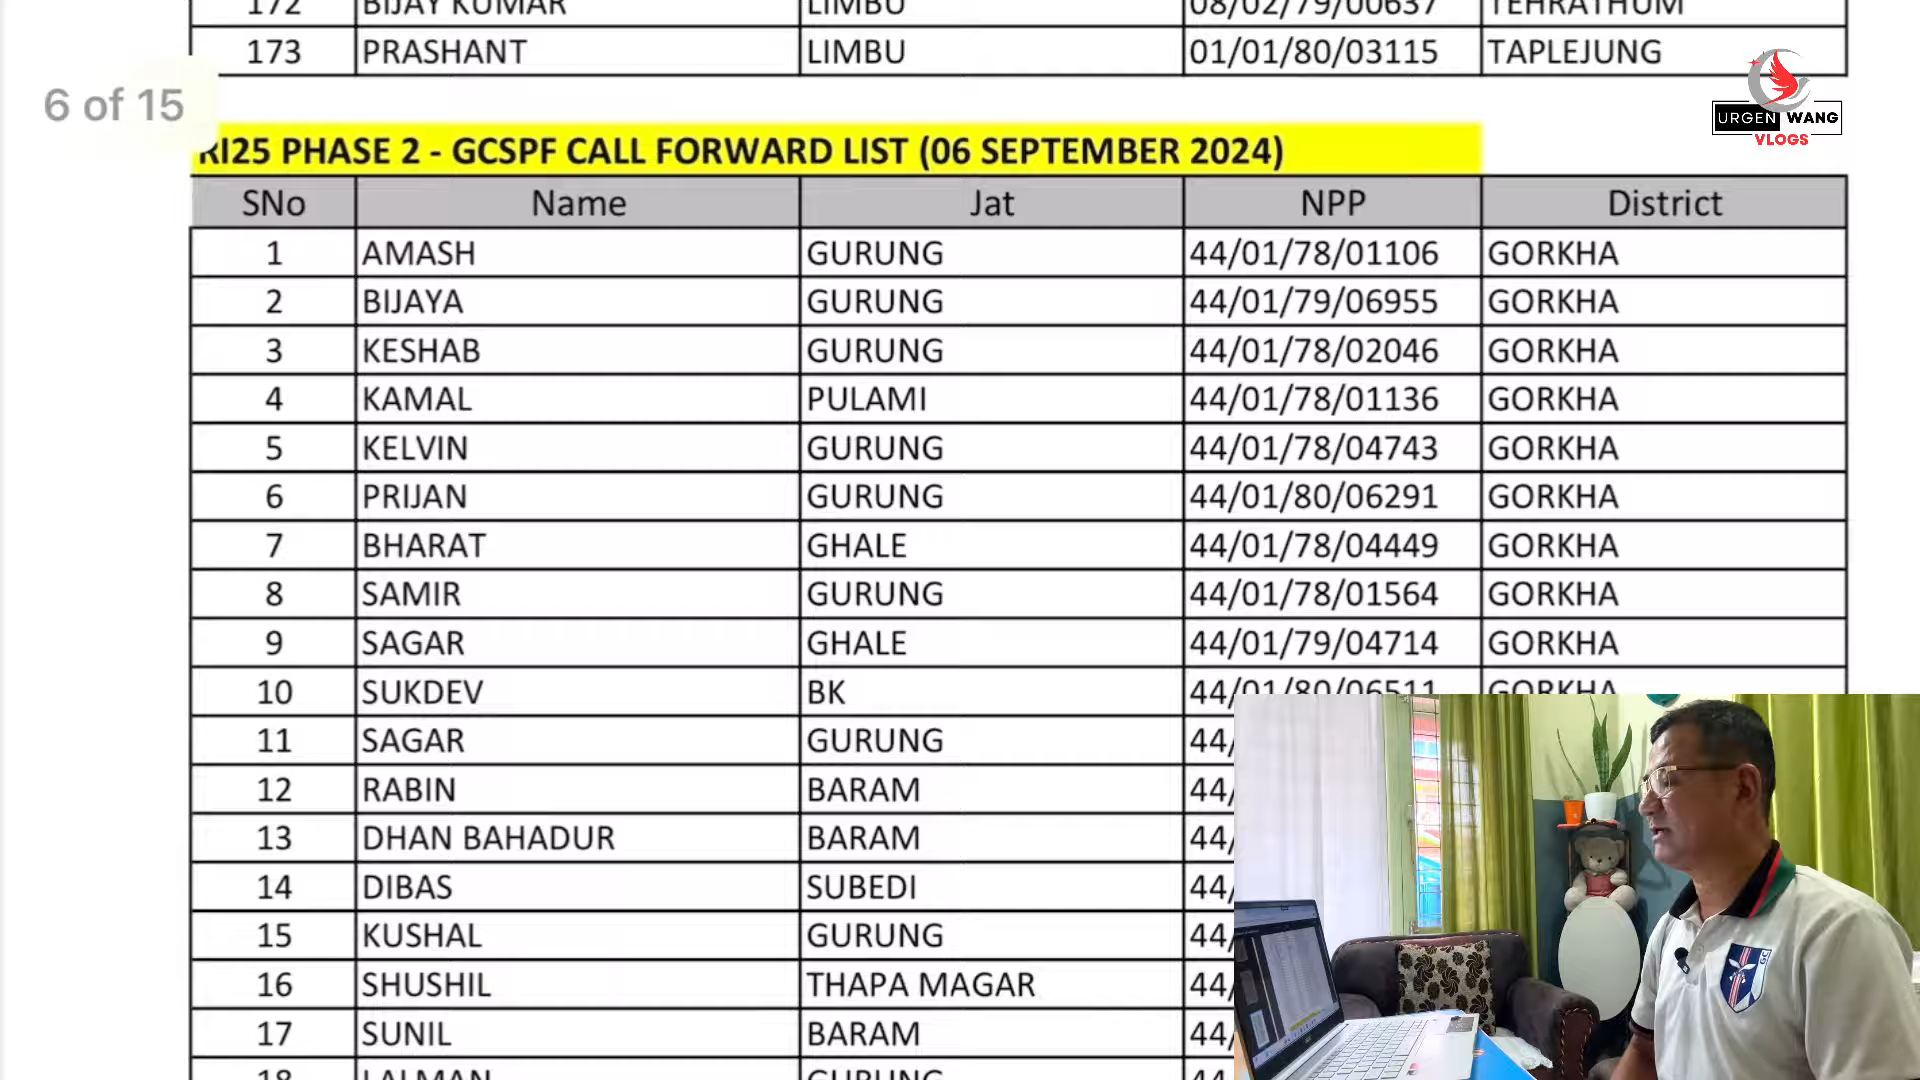 172 BIJAY KUMAR LIMBU 08/02/79/00637 TEHRATHUM
173 PRASHANT LIMBU 01/01/80/03115 TAPLEJUNG
6 of 15
URGEN WANG
VLOGS
RI25 PHASE 2 - GCSPF CALL FORWARD LIST (06 SEPTEMBER 2024)
SNo Name Jat NPP District
1 AMASH GURUNG 44/01/78/01106 GORKHA
2 BIJAYA GURUNG 44/01/79/06955 GORKHA
3 KESHAB GURUNG 44/01/78/02046 GORKHA
4 KAMAL PULAMI 44/01/78/01136 GORKHA
5 KELVIN GURUNG 44/01/78/04743 GORKHA
6 PRIJAN GURUNG 44/01/80/06291 GORKHA
7 BHARAT GHALE 44/01/78/04449 GORKHA
8 SAMIR GURUNG 44/01/78/01564 GORKHA
9 SAGAR GHALE 44/01/79/04714 GORKHA
10 SUKDEV BK 44/01/80/06511 GORKHA
11 SAGAR GURUNG 44/
12 RABIN BARAM 44/
13 DHAN BAHADUR BARAM 44/
14 DIBAS SUBEDI 44/
15 KUSHAL GURUNG 44/
16 SHUSHIL THAPA MAGAR 44/
17 SUNIL BARAM 44/
18 LALMAN GURUNG 44/
GC